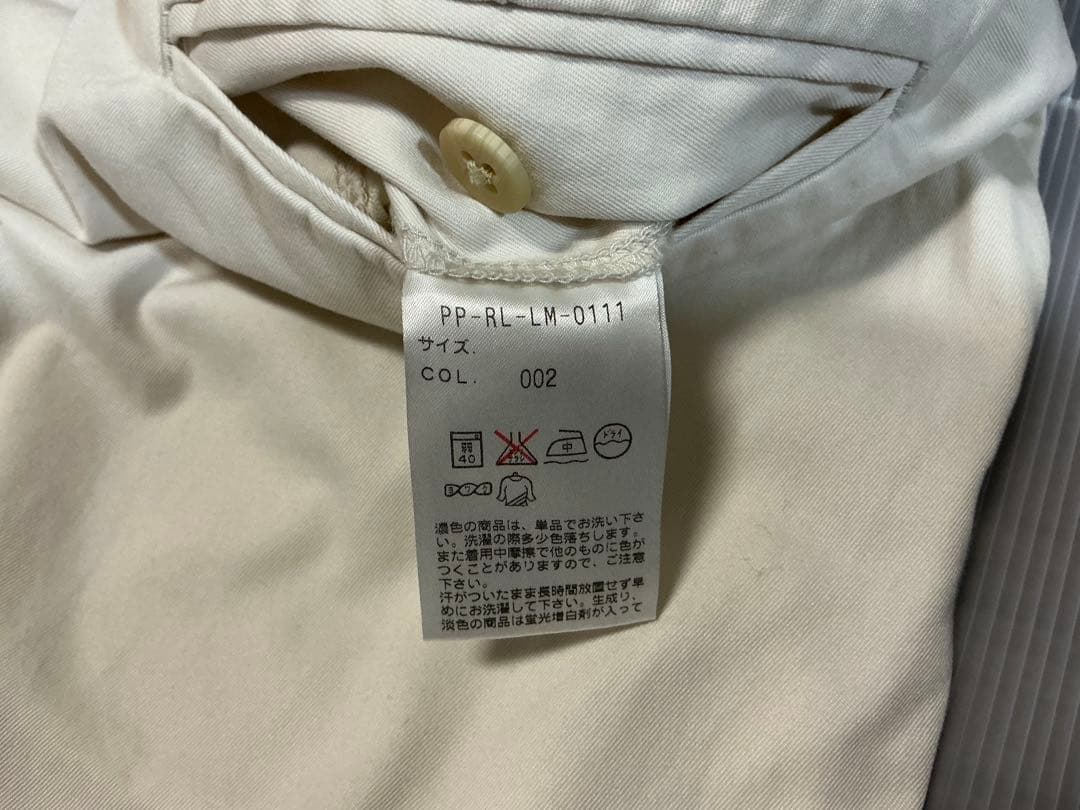 PP-RL-LM-0111
サイズ.
COL. 002
弱
40
中
ドライ
ヨワク
濃色の商品は、単品でお洗い下さ
い。洗濯の際多少色落ちします。
また着用中摩擦で他のものに色が
つくことがありますので、ご注意
下さい。
汗がついたまま長時間放置せず早
めにお洗濯して下さい。生成り、
淡色の商品は蛍光増白剤が入って